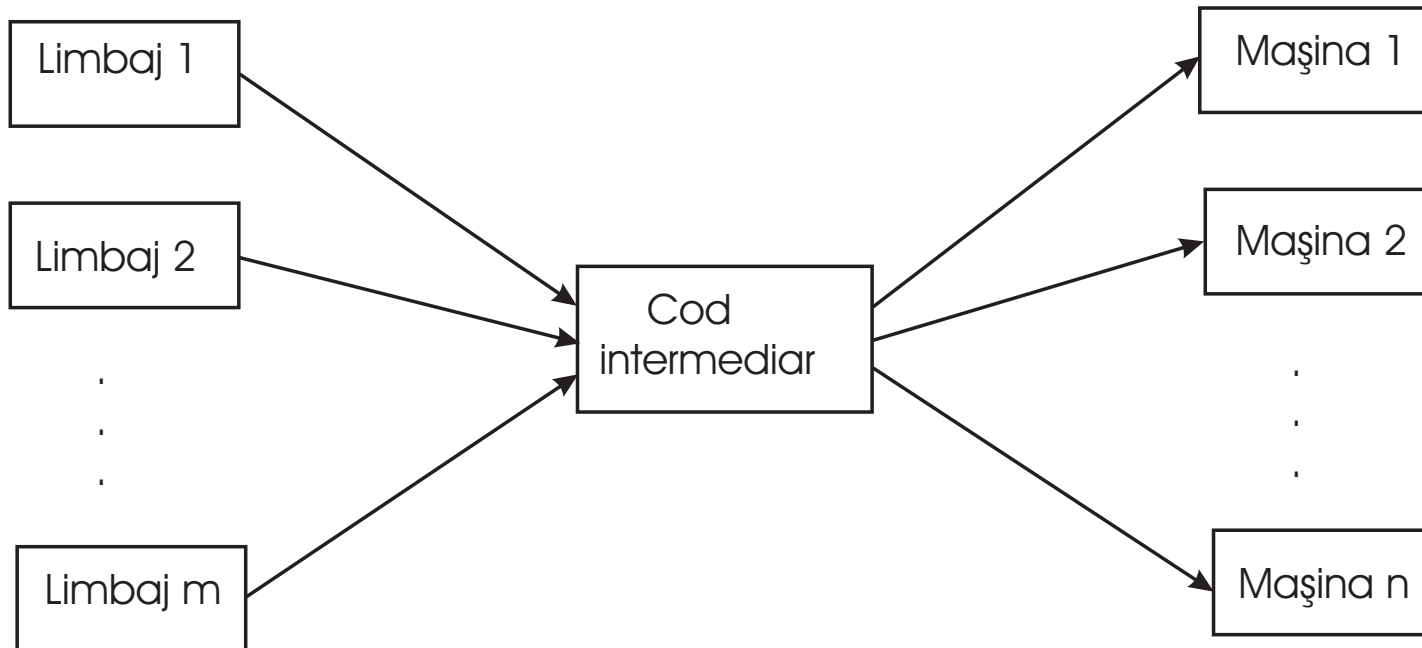 Limbaj 1
Maşina 1
Limbaj 2
Maşina 2
Cod
intermediar
.
.
.
.
.
.
Limbaj m
Maşina n